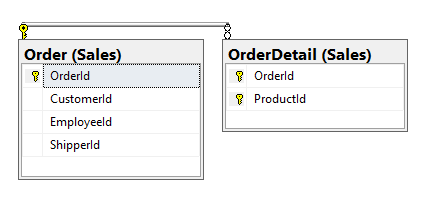 Order (Sales)
OrderId
CustomerId
EmployeeId
ShipperId
OrderDetail (Sales)
OrderId
ProductId